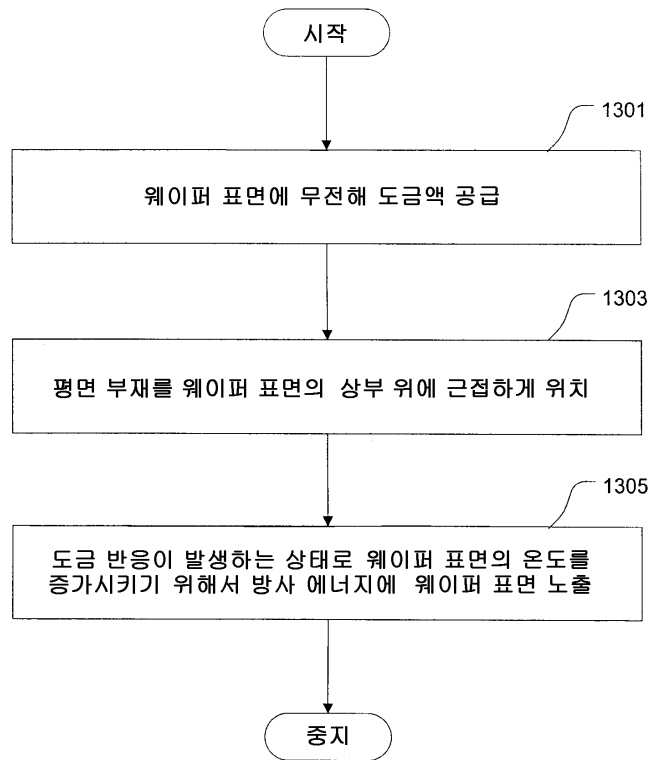 시작
1301
웨이퍼 표면에 무전해 도금액 공급
1303
평면 부재를 웨이퍼 표면의 상부 위에 근접하게 위치
1305
도금 반응이 발생하는 상태로 웨이퍼 표면의 온도를
증가시키기 위해서 방사 에너지에 웨이퍼 표면 노출
중지